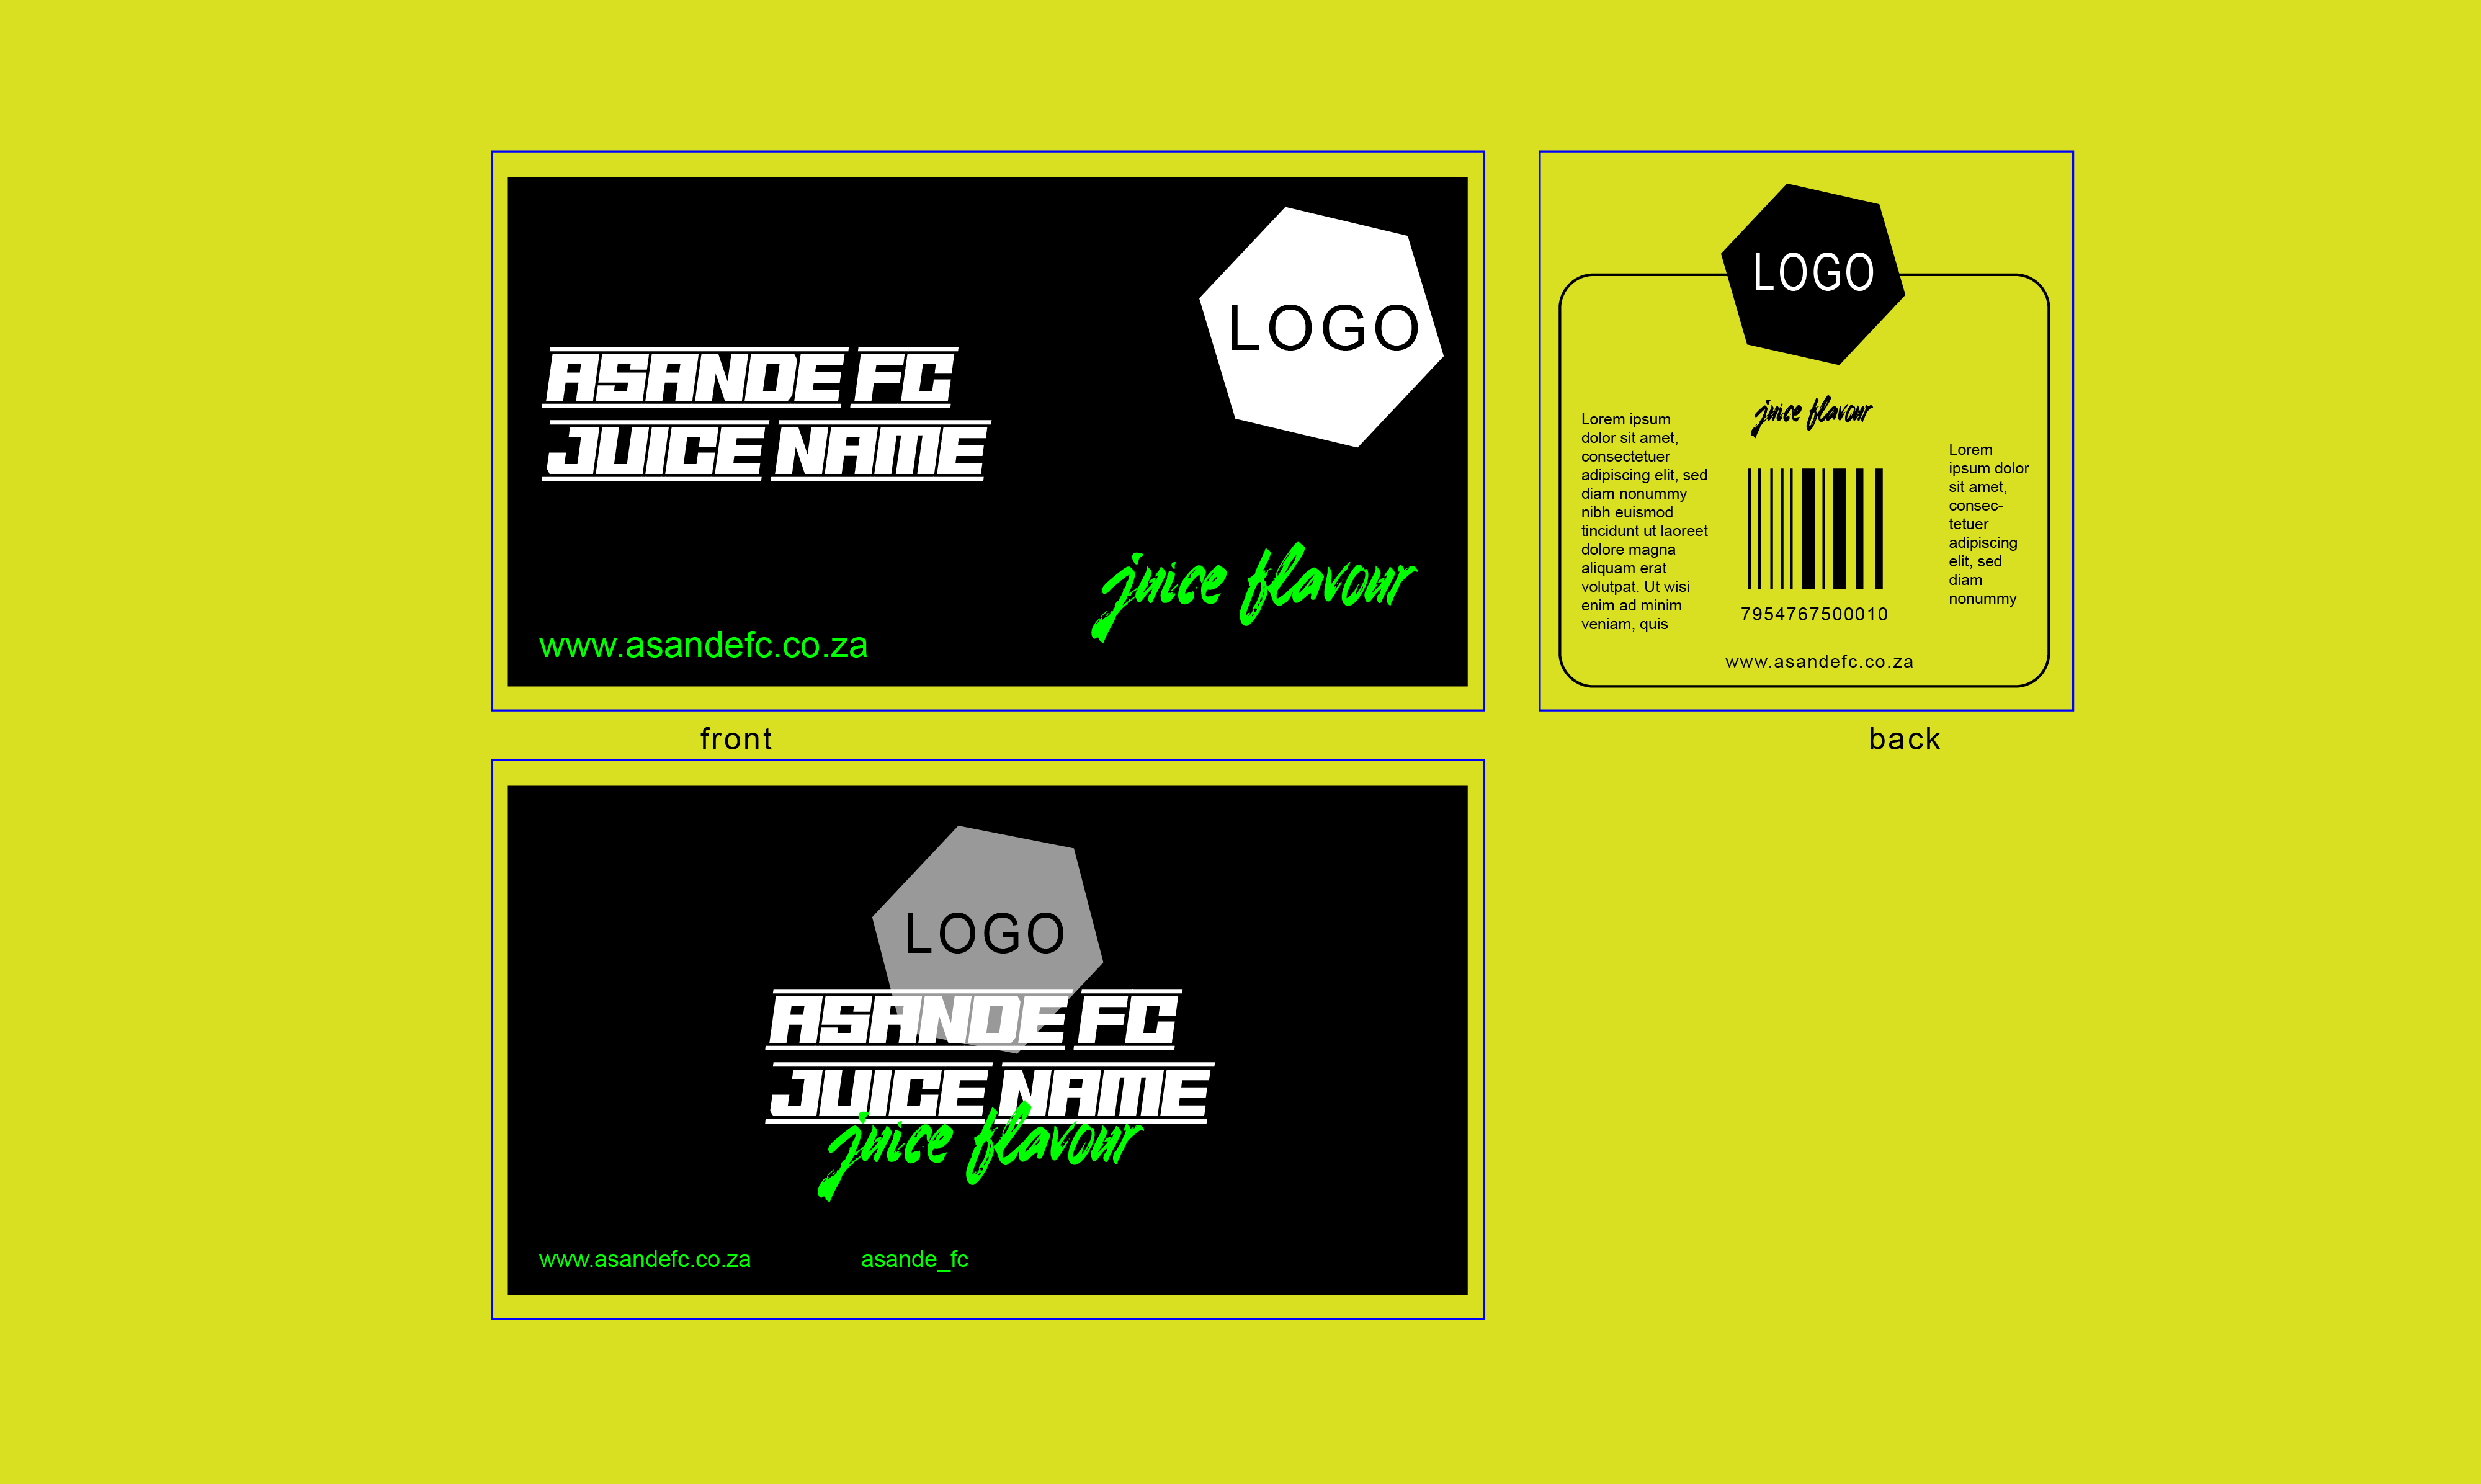 ASANDE FC
JUICE NAME
LOGO
juice flavour
www.asandefc.co.za
front
LOGO
juice flavour
Lorem ipsum
dolor sit amet,
consectetuer
adipiscing elit, sed
diam nonummy
nibh euismod
tincidunt ut laoreet
dolore magna
aliquam erat
volutpat. Ut wisi
enim ad minim
veniam, quis
7954767500010
Lorem
ipsum dolor
sit amet,
consec-
tetuer
adipiscing
elit, sed
diam
nonummy
www.asandefc.co.za
back
LOGO
ASANDE FC
JUICE NAME
juice flavour
www.asandefc.co.za
asande_fc